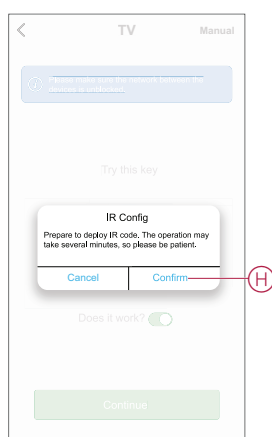 TV Manual
Please make sure the network between the
devices is unblocked.
Try this key
IR Config
Prepare to deploy IR code. The operation may
take several minutes, so please be patient.
Cancel Confirm H
Does it work?
Continue